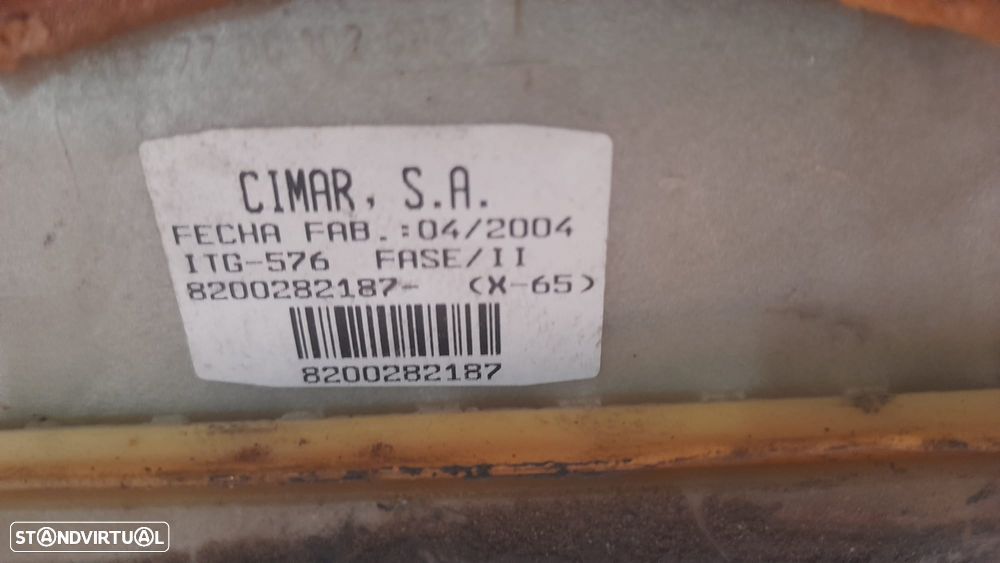 CIMAR, S.A.
FECHA FAB.:04/2004
ITG-576 FASE/II
8200282187- (X-65)
8200282187
STANDVIRTUAL